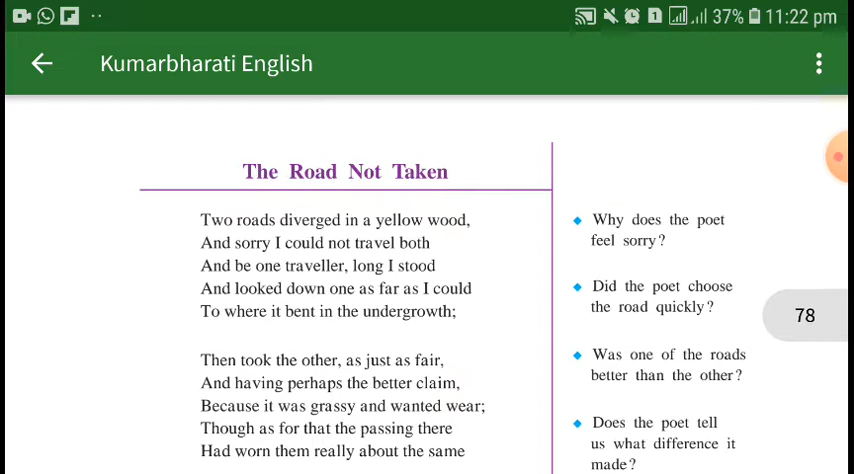 37% 11:22 pm
Kumarbharati English
The Road Not Taken
Two roads diverged in a yellow wood,
And sorry I could not travel both
And be one traveller, long I stood
And looked down one as far as I could
To where it bent in the undergrowth;
Then took the other, as just as fair,
And having perhaps the better claim,
Because it was grassy and wanted wear;
Though as for that the passing there
Had worn them really about the same
Why does the poet
feel sorry?
Did the poet choose
the road quickly?
Was one of the roads
better than the other?
Does the poet tell
us what difference it
made?
78